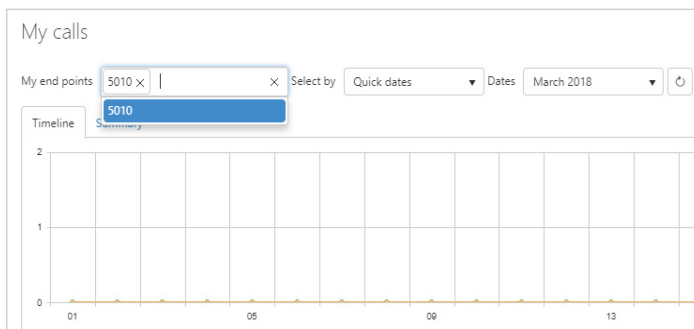 My calls
My end points 5010 × × Select by Quick dates ▼ Dates March 2018 ▼
5010
Timeline Summary
2
1
0
01 05 09 13